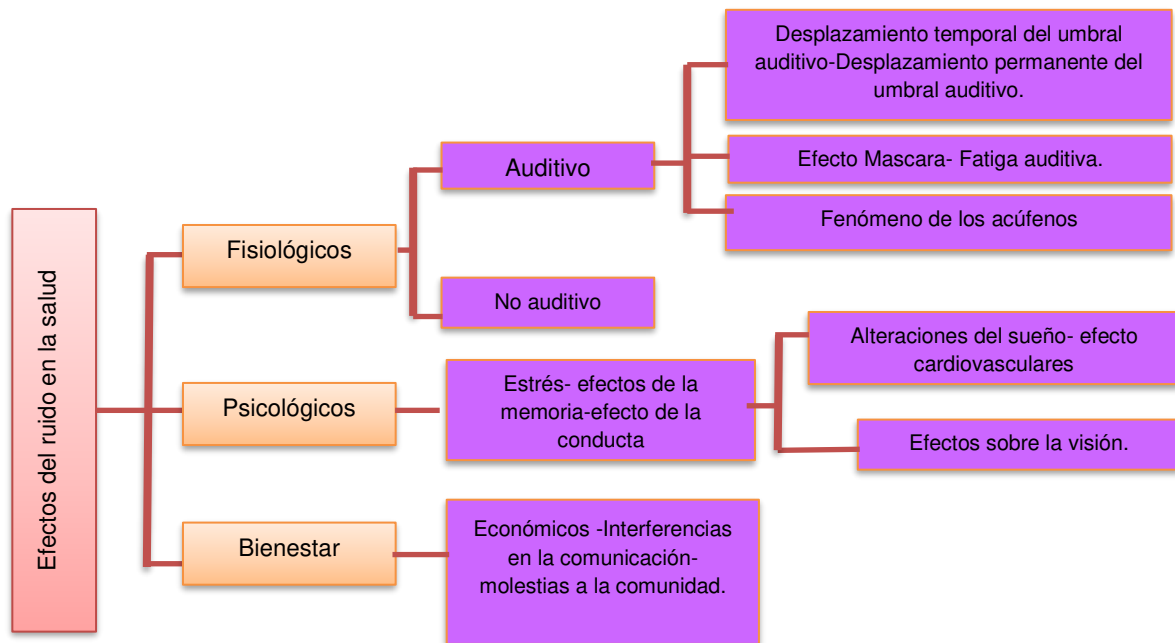 Efectos del ruido en la salud
Fisiológicos
Auditivo
Desplazamiento temporal del umbral
auditivo-Desplazamiento permanente del
umbral auditivo.
Efecto Mascara- Fatiga auditiva.
Fenómeno de los acúfenos
No auditivo
Psicológicos
Estrés- efectos de la
memoria-efecto de la
conducta
Alteraciones del sueño- efecto
cardiovasculares
Efectos sobre la visión.
Bienestar
Económicos -Interferencias
en la comunicación-
molestias a la comunidad.